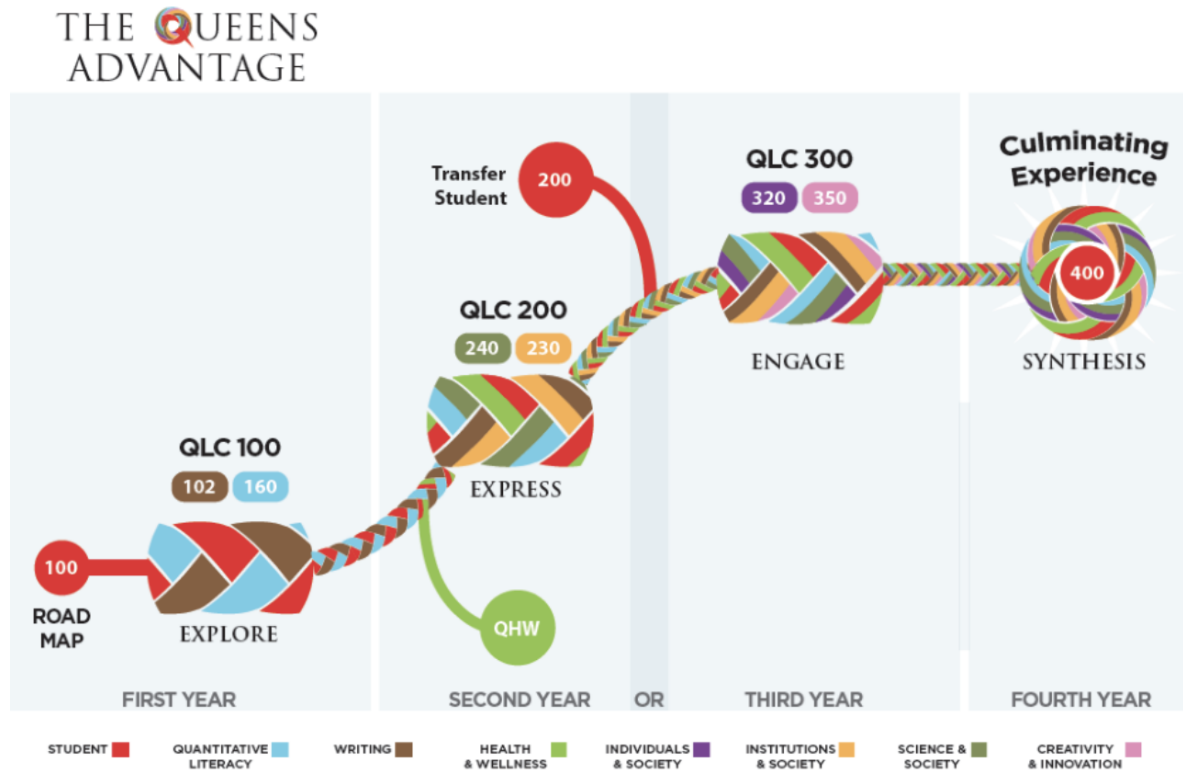 THE QUEENS
ADVANTAGE
Culminating
Experience
400
SYNTHESIS
QLC 300
320 350
ENGAGE
Transfer
Student
200
QLC 200
240 230
EXPRESS
QLC 100
102 160
EXPLORE
100
ROAD
MAP
QHW
FIRST YEAR
SECOND YEAR OR THIRD YEAR
FOURTH YEAR
STUDENT
QUANTITATIVE
LITERACY
WRITING
HEALTH
& WELLNESS
INDIVIDUALS
& SOCIETY
INSTITUTIONS
& SOCIETY
SCIENCE &
SOCIETY
CREATIVITY
& INNOVATION